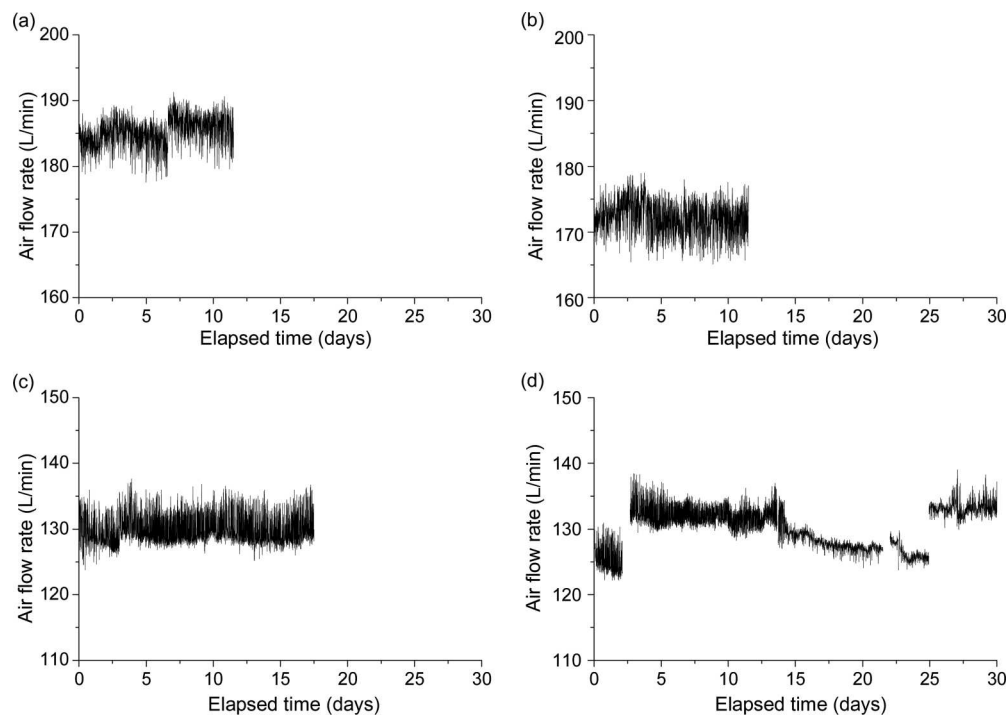 (a)
200
190
180
170
160
Air flow rate (L/min)
0 5 10 15 20 25 30
Elapsed time (days)
(b)
200
190
180
170
160
Air flow rate (L/min)
0 5 10 15 20 25 30
Elapsed time (days)
(c)
150
140
130
120
110
Air flow rate (L/min)
0 5 10 15 20 25 30
Elapsed time (days)
(d)
150
140
130
120
110
Air flow rate (L/min)
0 5 10 15 20 25 30
Elapsed time (days)